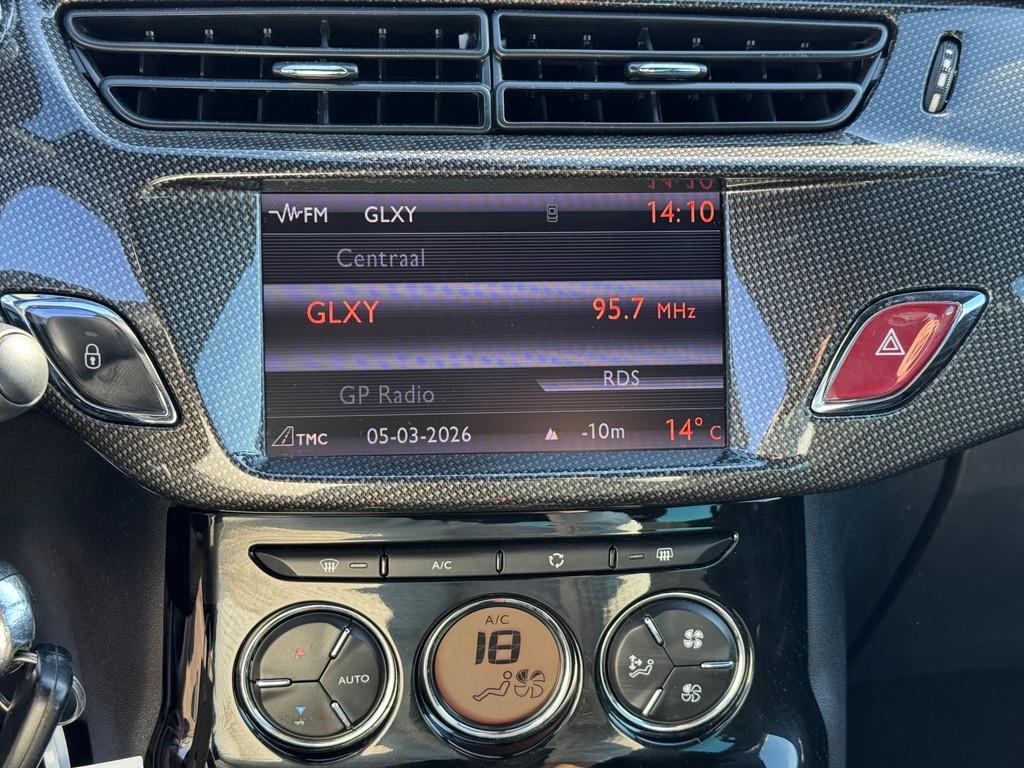 FM GLXY 14:10
Centraal
GLXY 95.7 MHz
GP Radio RDS
TMC 05-03-2026 -10m 14° C
A/C
A/C
18
AUTO